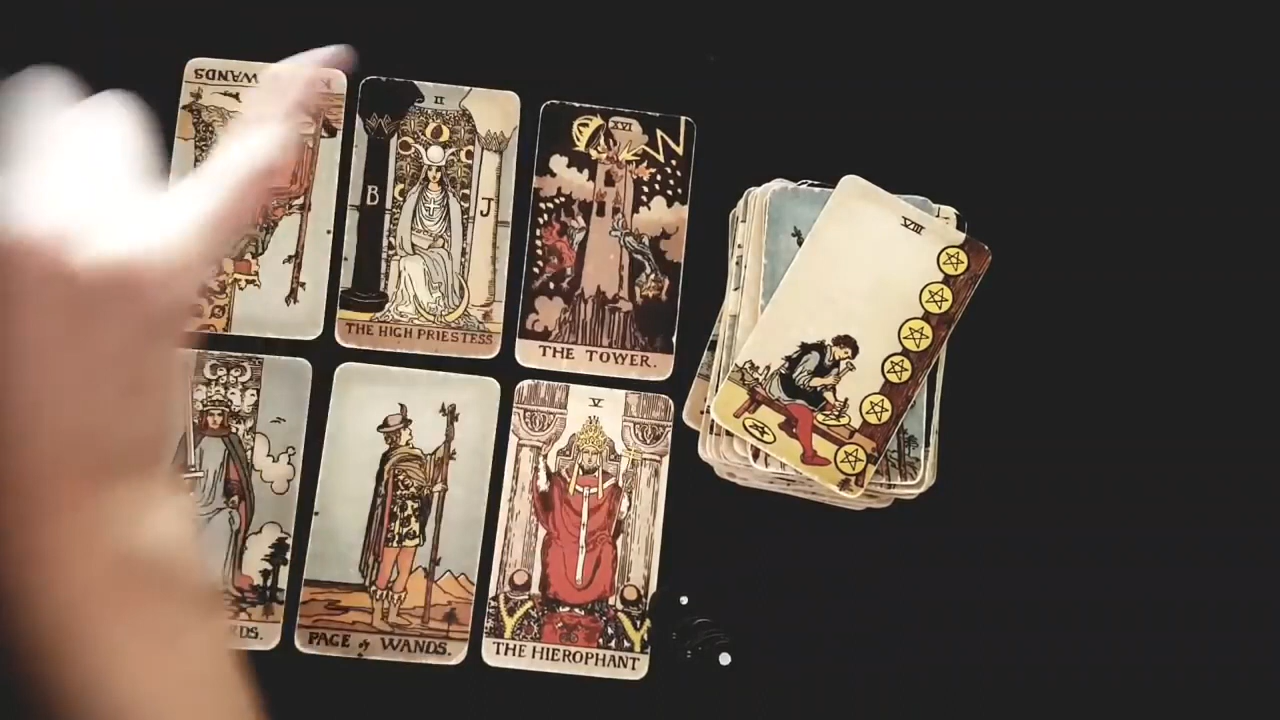 WANDS
II
B J
THE HIGH PRIESTESS
XVI
THE TOWER.
VIII
PAGE of WANDS.
V
THE HIEROPHANT